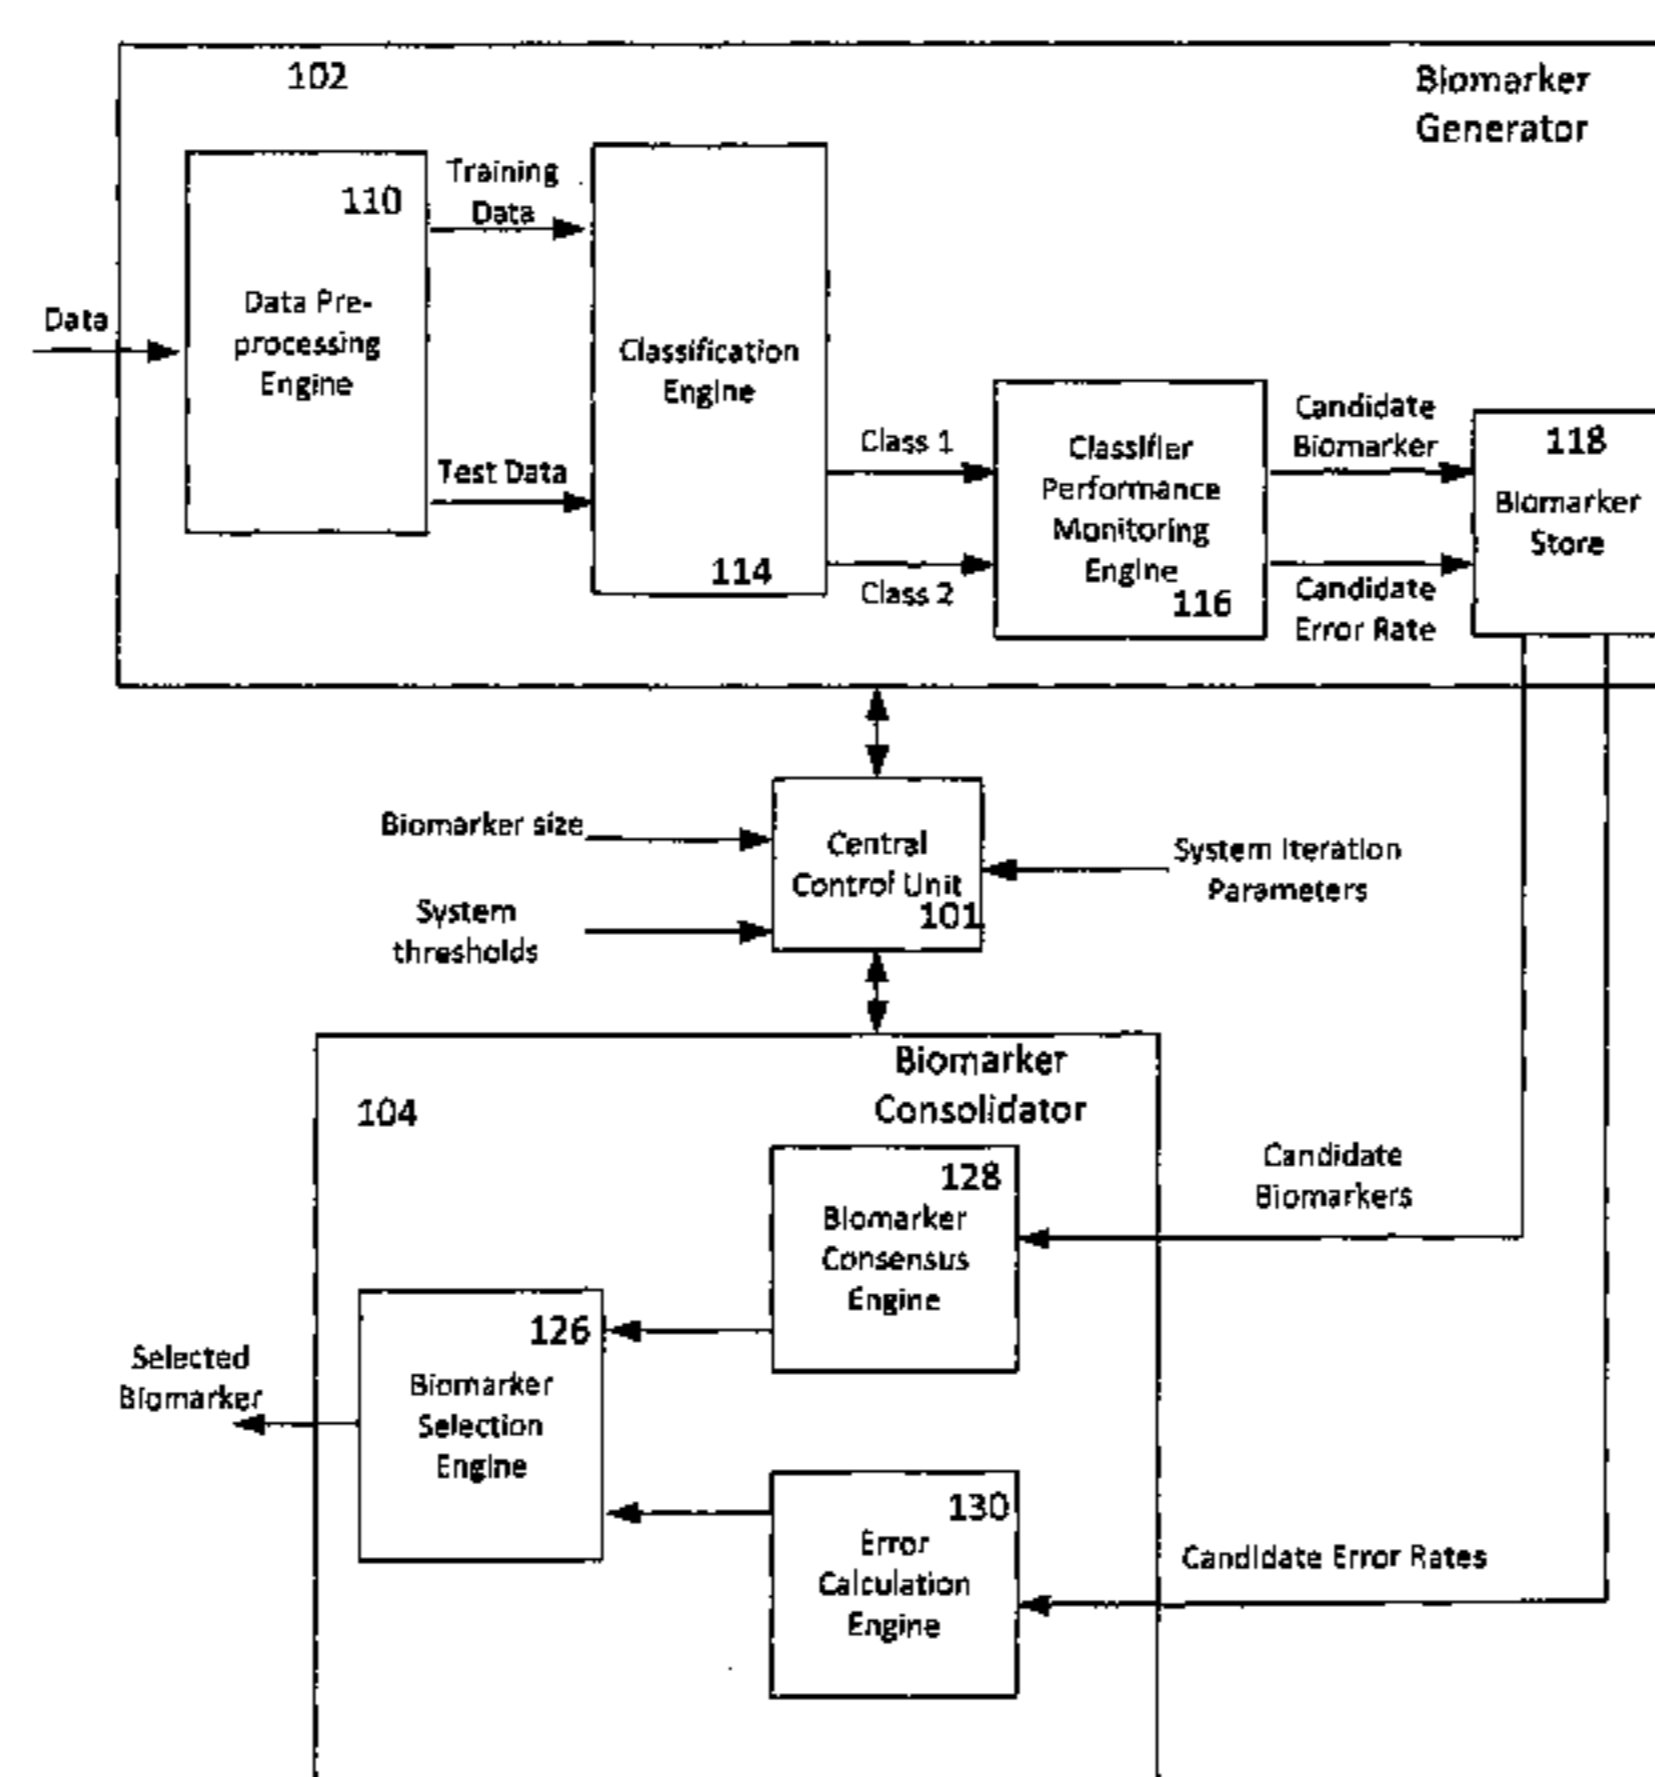 102
Biomarker
Generator
110
Data Pre-
processing
Engine
Data
Training
Data
Test Data
Classification
Engine
114
Class 1
Class 2
Classifier
Performance
Monitoring
Engine
116
Candidate
Biomarker
Candidate
Error Rate
118
Biomarker
Store
Biomarker size
System
thresholds
Central
Control Unit
101
System Iteration
Parameters
Biomarker
Consolidator
104
128
Biomarker
Consensus
Engine
Candidate
Biomarkers
126
Biomarker
Selection
Engine
Selected
Biomarker
130
Error
Calculation
Engine
Candidate Error Rates